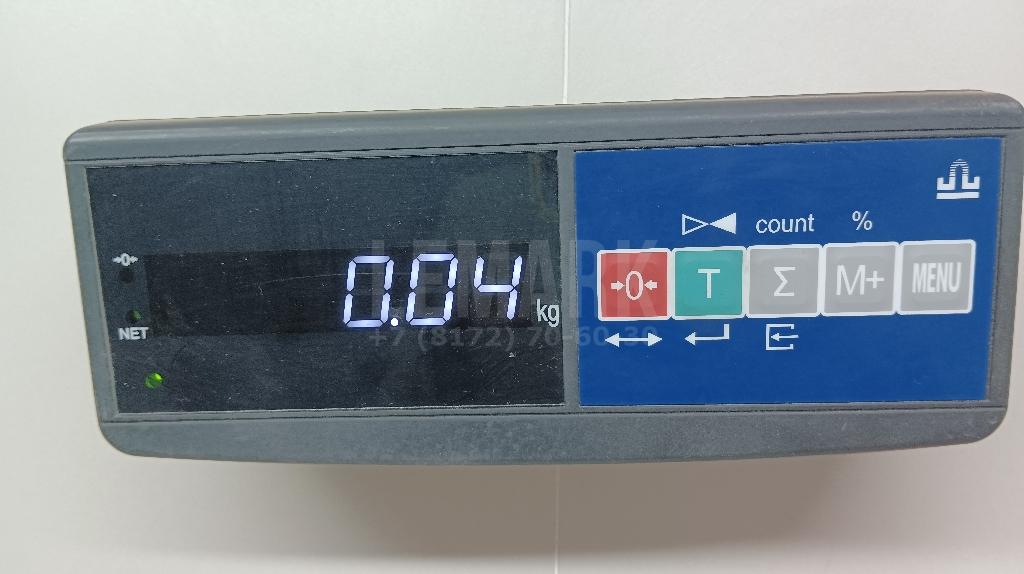 count %
→0← T Σ M+ MENU
→0←
0.04 kg
NET
LEMARK
+7 (8172) 70-60-30